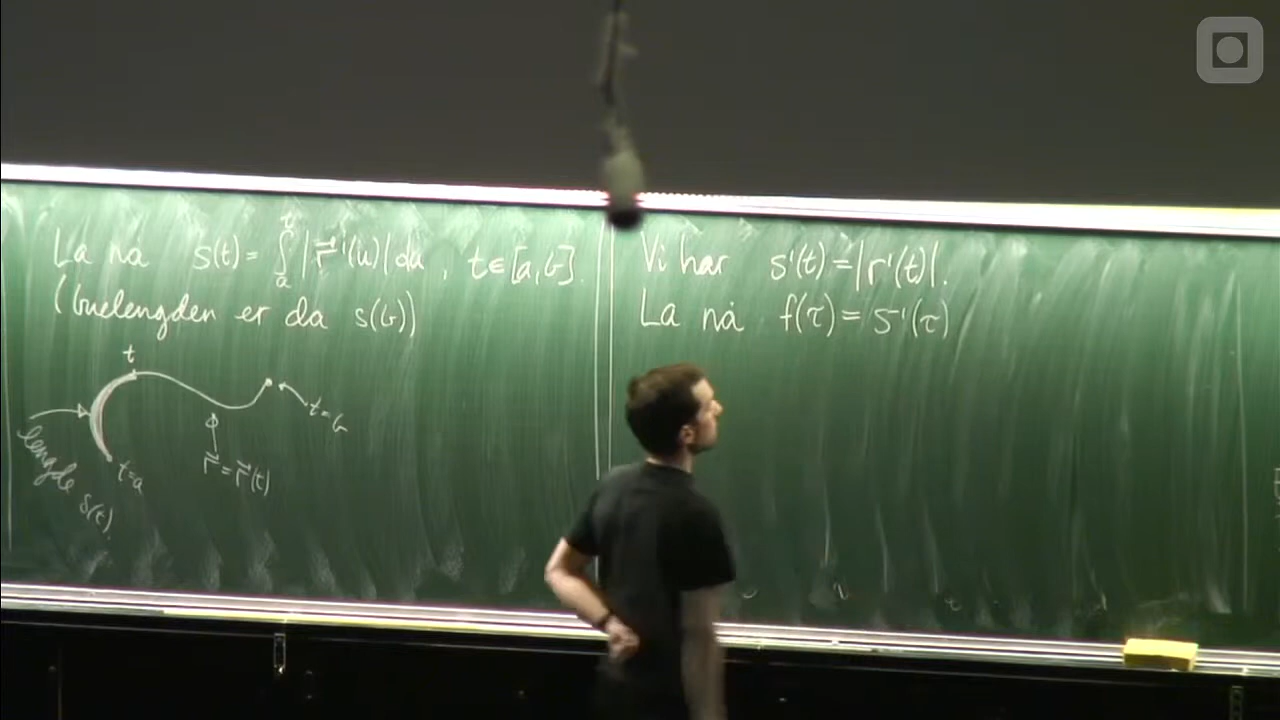 La nå s(t) = ∫ₐᵗ |r⃗'(u)| du, t ∈ [a, b].
(buelengden er da s(b))
t
t=b
r⃗ = r⃗(t)
t=a
lengde s(t)
Vi har s'(t) = |r'(t)|.
La nå f(τ) = s⁻¹(τ)